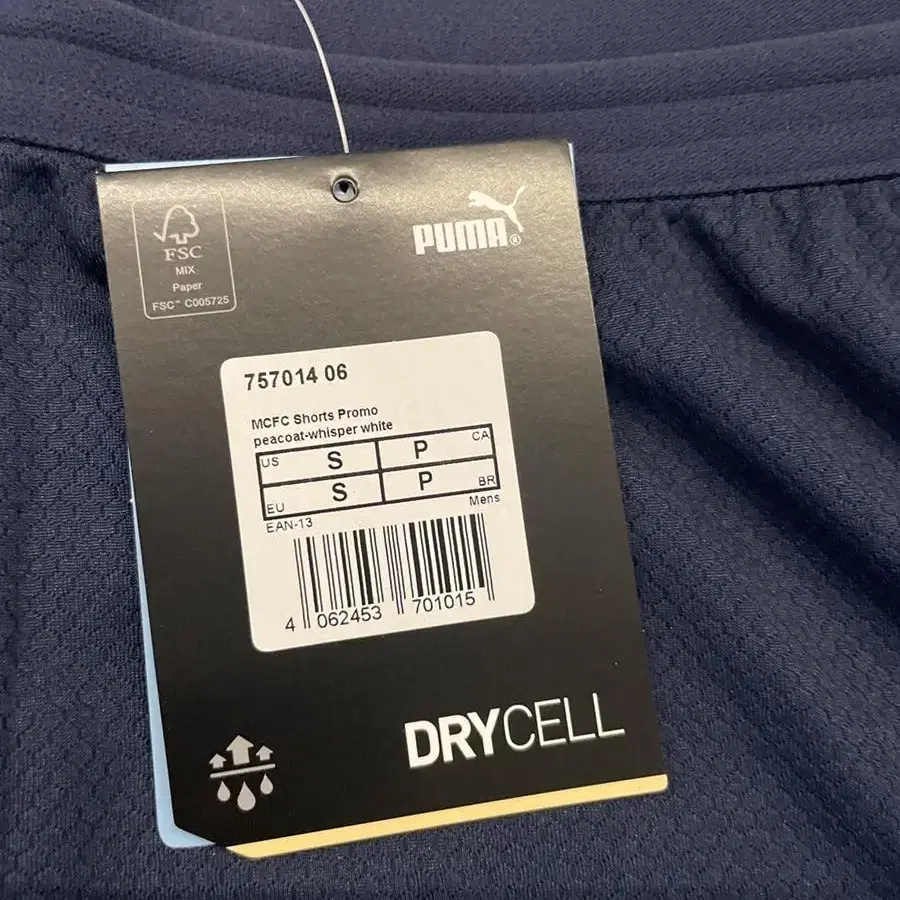 PUMA®
FSC
MIX
Paper
FSC™ C005725
757014 06
MCFC Shorts Promo
peacoat-whisper white
US S P CA
EU S P BR
EAN-13 Mens
4 062453 701015
DRYCELL